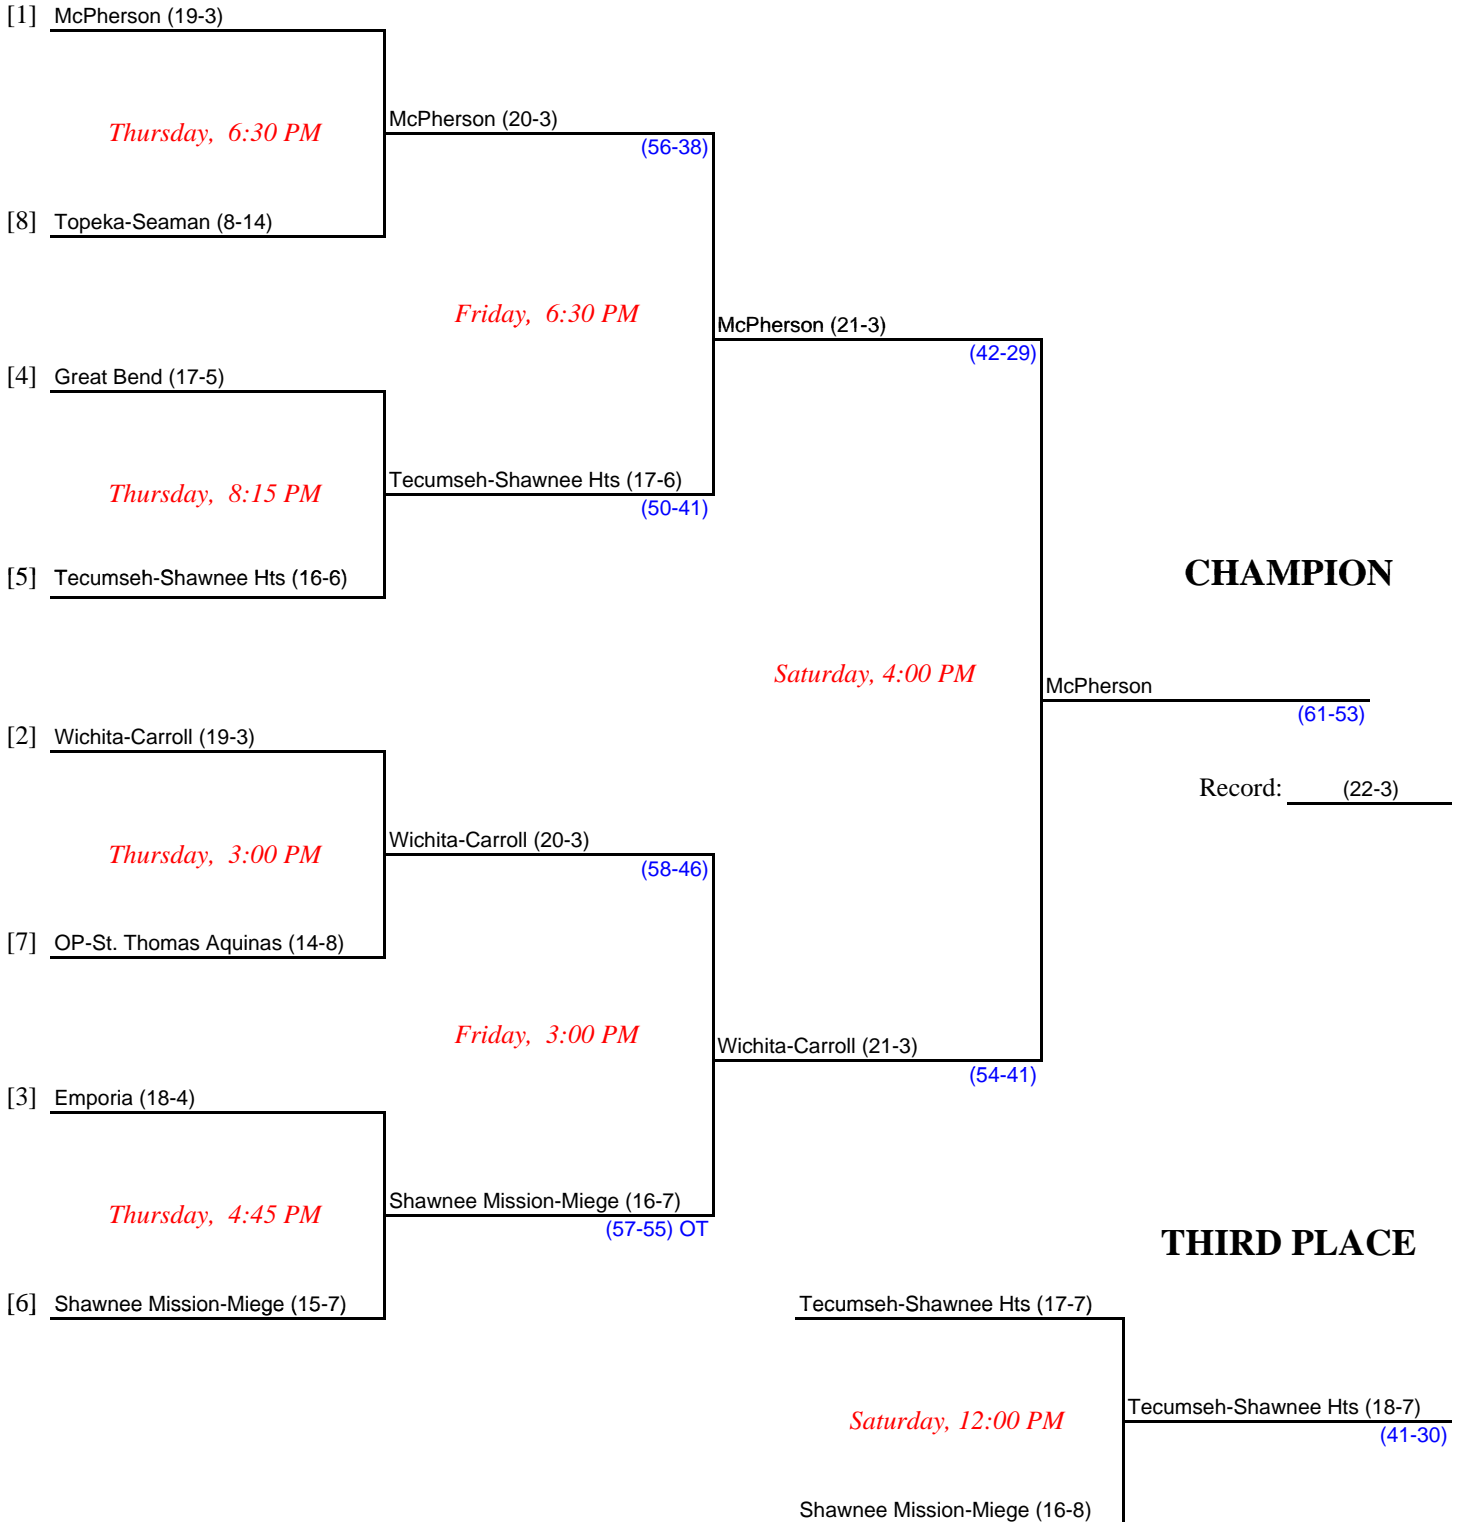 [1] McPherson (19-3)
Thursday, 6:30 PM
McPherson (20-3)
(56-38)
[8] Topeka-Seaman (8-14)
Friday, 6:30 PM
McPherson (21-3)
(42-29)
[4] Great Bend (17-5)
Thursday, 8:15 PM
Tecumseh-Shawnee Hts (17-6)
(50-41)
[5] Tecumseh-Shawnee Hts (16-6)
CHAMPION
Saturday, 4:00 PM
McPherson
(61-53)
Record: (22-3)
[2] Wichita-Carroll (19-3)
Thursday, 3:00 PM
Wichita-Carroll (20-3)
(58-46)
[7] OP-St. Thomas Aquinas (14-8)
Friday, 3:00 PM
Wichita-Carroll (21-3)
(54-41)
[3] Emporia (18-4)
Thursday, 4:45 PM
Shawnee Mission-Miege (16-7)
(57-55) OT
[6] Shawnee Mission-Miege (15-7)
THIRD PLACE
Tecumseh-Shawnee Hts (17-7)
Saturday, 12:00 PM
Tecumseh-Shawnee Hts (18-7)
(41-30)
Shawnee Mission-Miege (16-8)